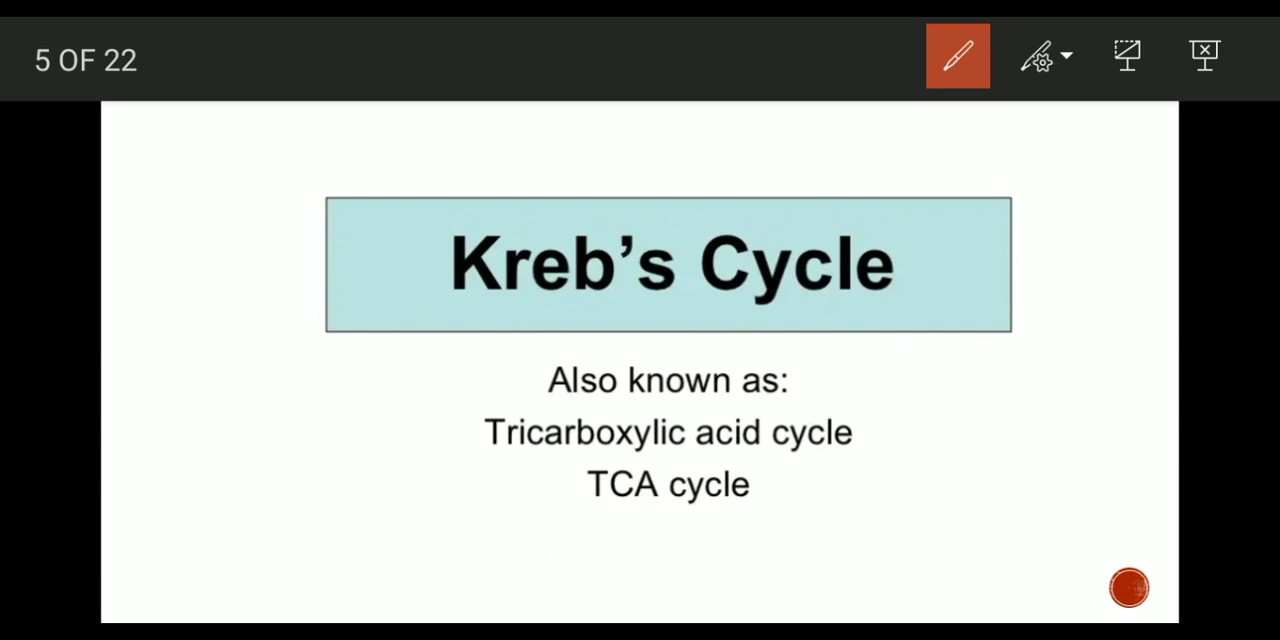 5 OF 22
Kreb’s Cycle
Also known as:
Tricarboxylic acid cycle
TCA cycle